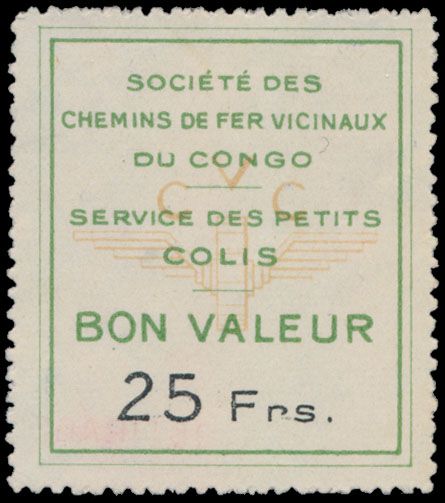 SOCIÉTÉ DES
CHEMINS DE FER VICINAUX
DU CONGO
C V C
SERVICE DES PETITS
COLIS
BON VALEUR
25 Frs.